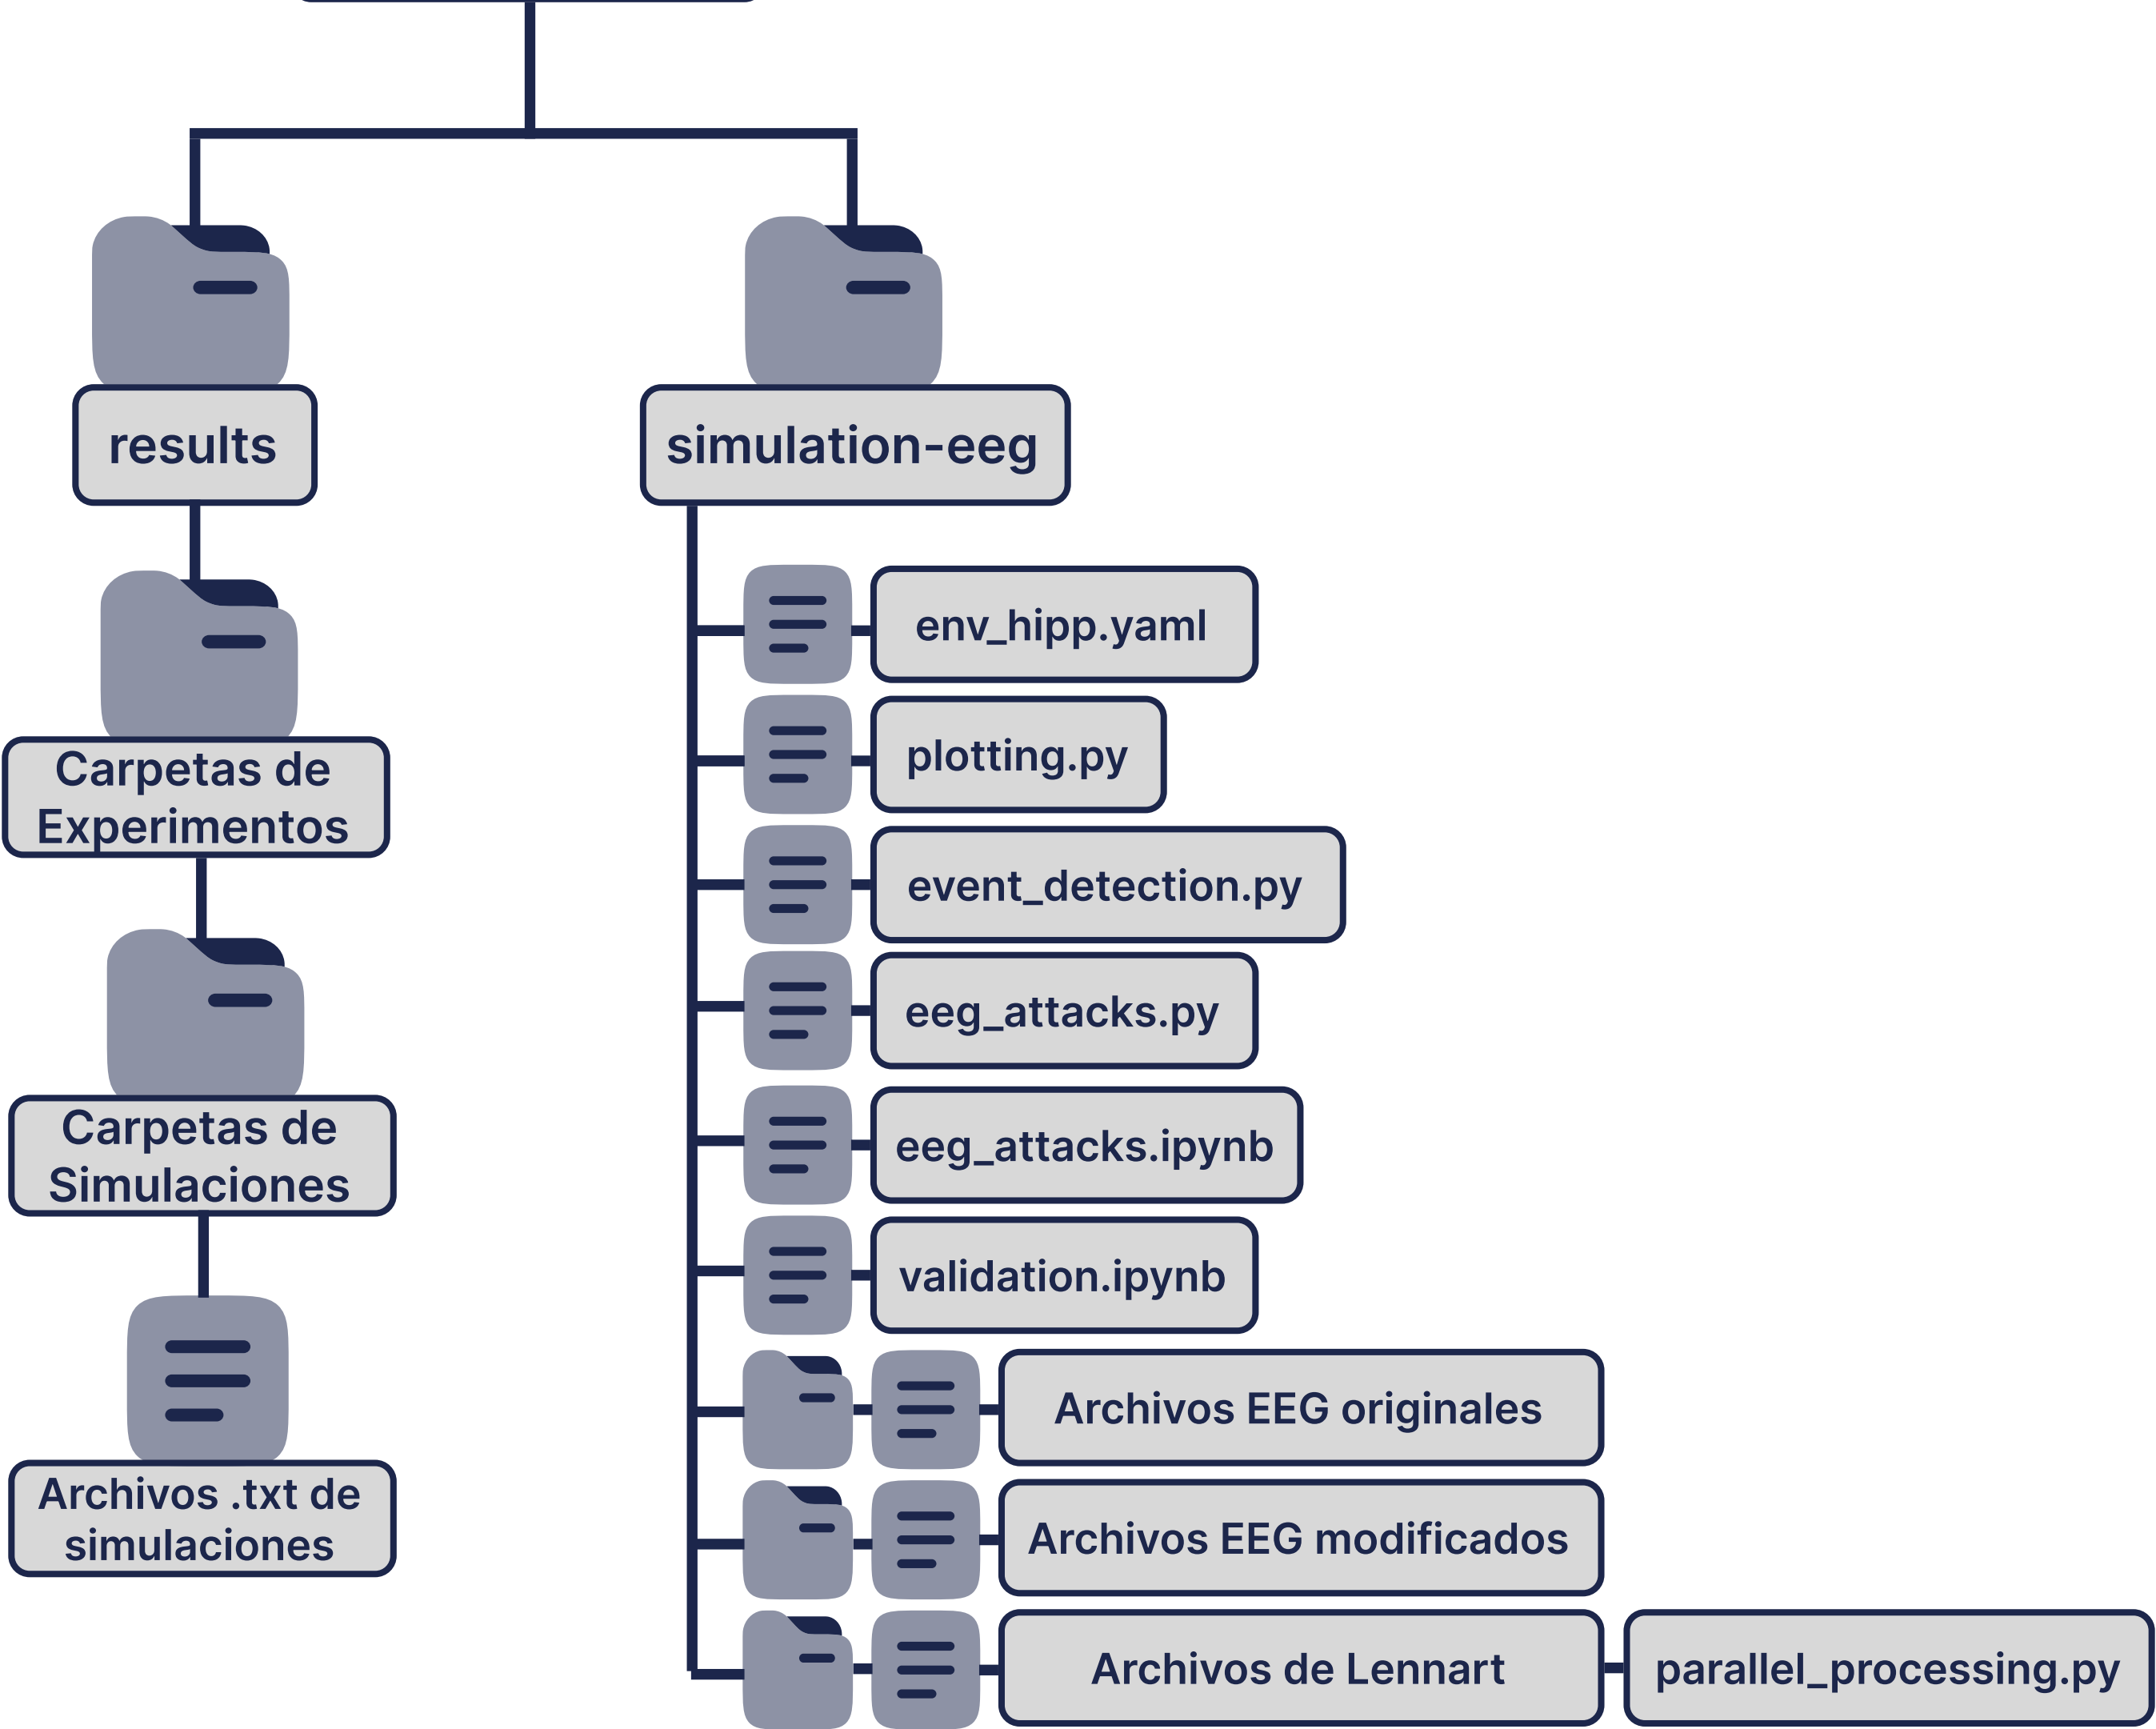 results
simulation-eeg
Carpetas de
Experimentos
Carpetas de
Simulaciones
Archivos .txt de
simulaciones
env_hipp.yaml
plotting.py
event_detection.py
eeg_attacks.py
eeg_attacks.ipynb
validation.ipynb
Archivos EEG originales
Archivos EEG modificados
Archivos de Lennart
parallel_processing.py